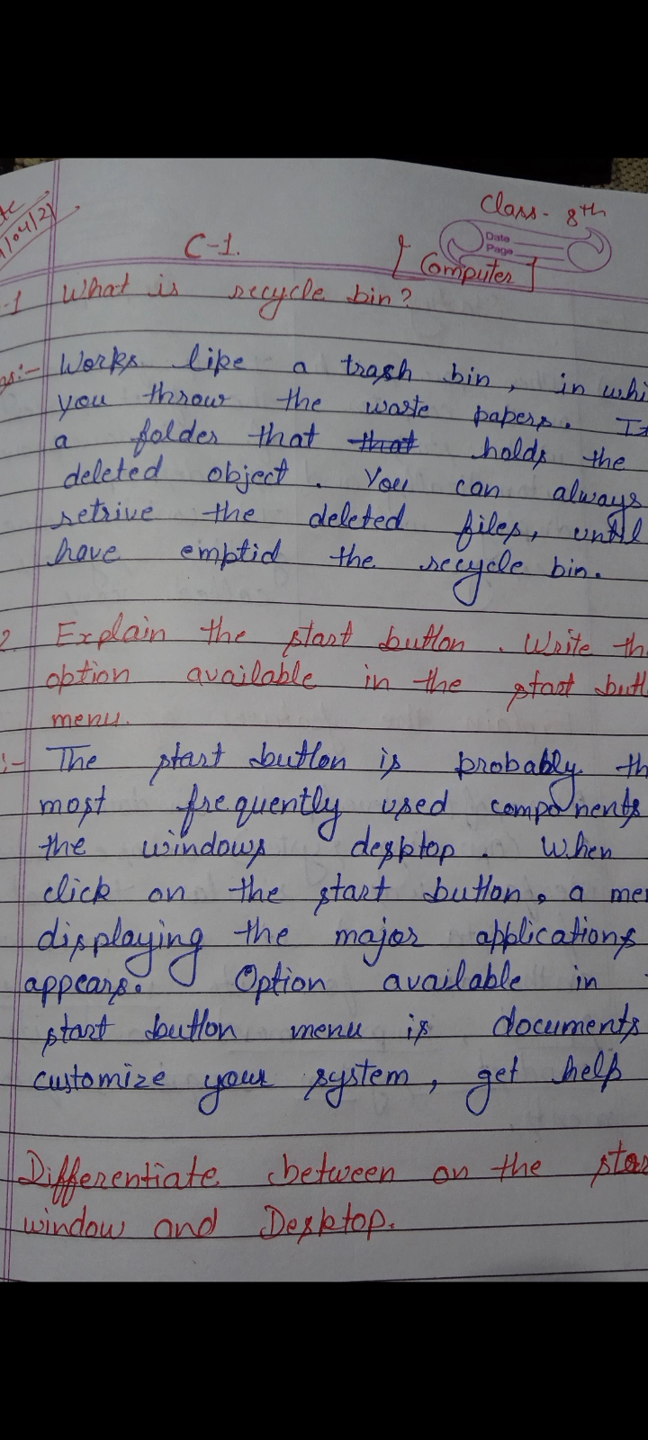 Class - 8th
C-1.
Date
Page
[Computer]
What is recycle bin?
Works like a trash bin, in whi
you throw the waste papers. It
a folder that that holds the
deleted object. You can always
retrive the deleted files, until
have emptid the recycle bin.
2. Explain the start button. Write th
option available in the start butt
menu.
:- The start button is probably th
most frequently used components
the windows desktop. When
click on the start button, a me
displaying the major applications
appears. Option available in
start button menu is documents
customize your system, get help
Differentiate between on the star
window and Desktop.